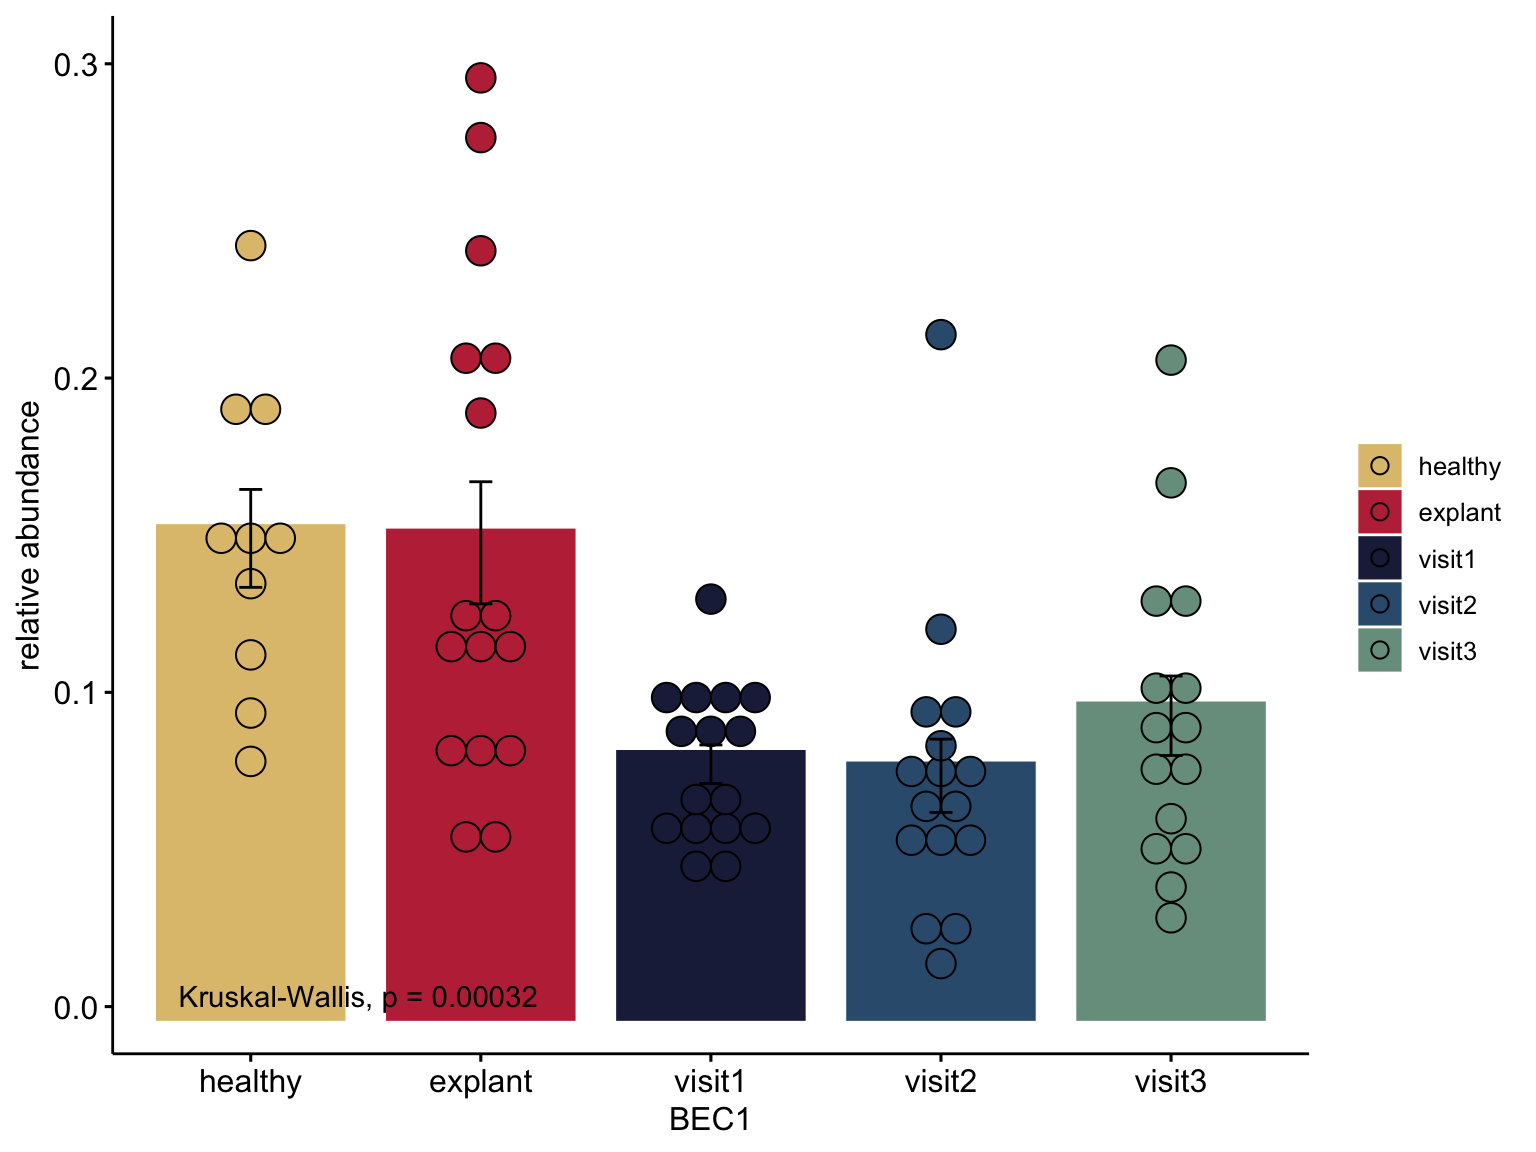 0.3
0.2
0.1
0.0
relative abundance
Kruskal-Wallis, p = 0.00032
healthy
explant
visit1
visit2
visit3
BEC1
healthy
explant
visit1
visit2
visit3